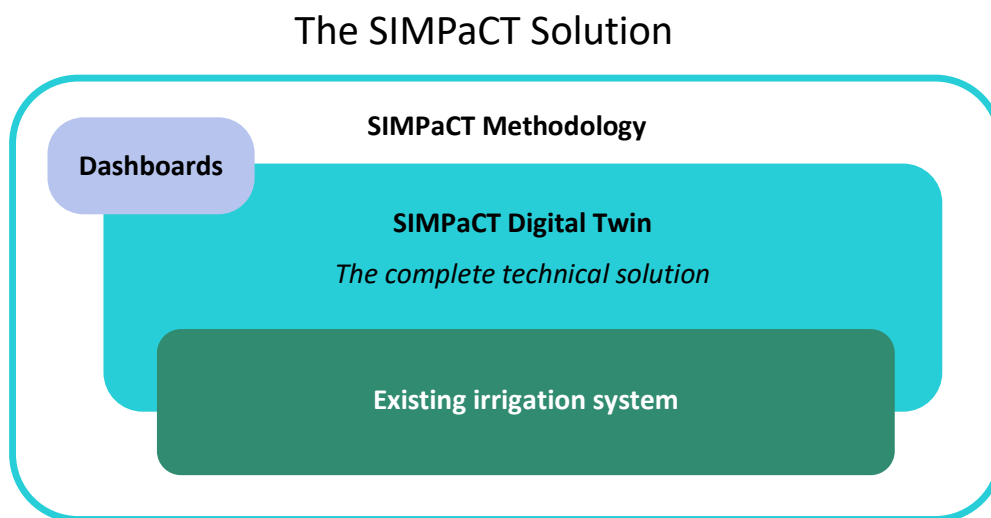 The SIMPaCT Solution
SIMPaCT Methodology
Dashboards
SIMPaCT Digital Twin
The complete technical solution
Existing irrigation system